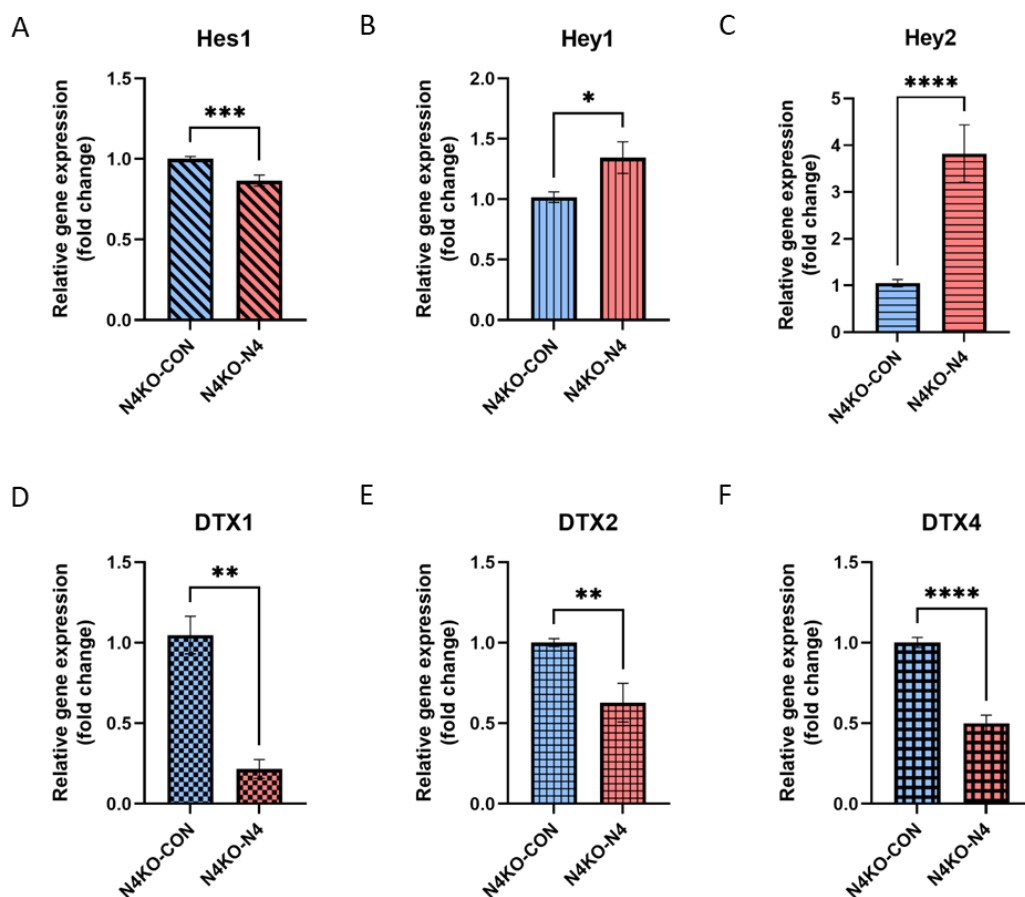 A
Hes1
Relative gene expression
(fold change)
1.5
1.0
0.5
0.0
***
N4KO-CON
N4KO-N4
B
Hey1
Relative gene expression
(fold change)
2.0
1.5
1.0
0.5
0.0
*
N4KO-CON
N4KO-N4
C
Hey2
Relative gene expression
(fold change)
5
4
3
2
1
0
****
N4KO-CON
N4KO-N4
D
DTX1
Relative gene expression
(fold change)
1.5
1.0
0.5
0.0
**
N4KO-CON
N4KO-N4
E
DTX2
Relative gene expression
(fold change)
1.5
1.0
0.5
0.0
**
N4KO-CON
N4KO-N4
F
DTX4
Relative gene expression
(fold change)
1.5
1.0
0.5
0.0
****
N4KO-CON
N4KO-N4